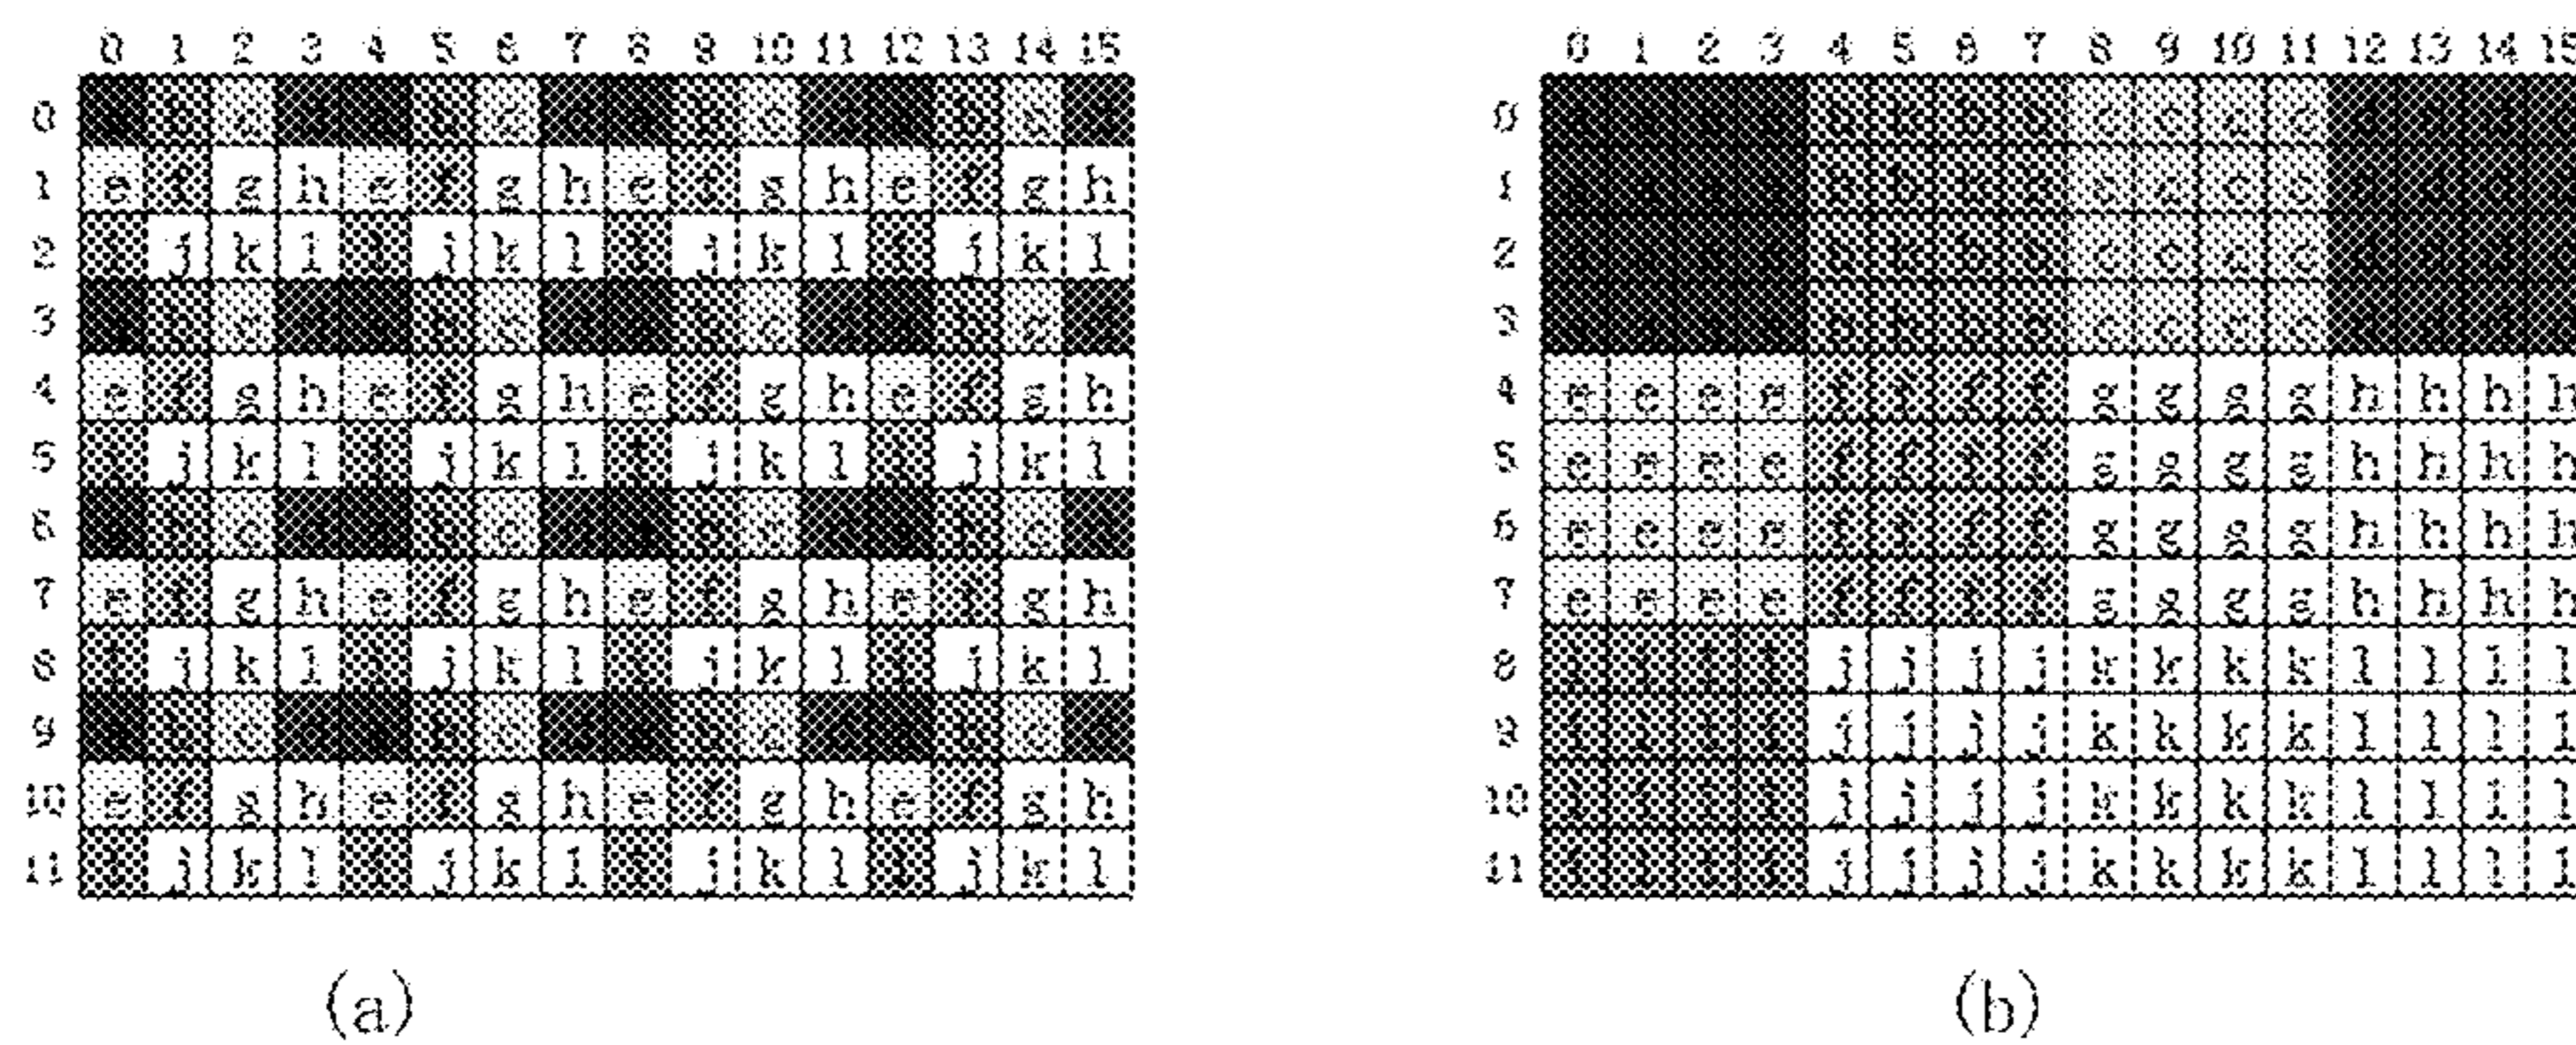 0 1 2 3 4 5 6 7 8 9 10 11 12 13 14 15
0 a b c d a b c d a b c d a b c d
1 e f g h e f g h e f g h e f g h
2 i j k l i j k l i j k l i j k l
3 a b c d a b c d a b c d a b c d
4 e f g h e f g h e f g h e f g h
5 i j k l i j k l i j k l i j k l
6 a b c d a b c d a b c d a b c d
7 e f g h e f g h e f g h e f g h
8 i j k l i j k l i j k l i j k l
9 a b c d a b c d a b c d a b c d
10 e f g h e f g h e f g h e f g h
11 i j k l i j k l i j k l i j k l
(a)
0 1 2 3 4 5 6 7 8 9 10 11 12 13 14 15
0 a a a a b b b b c c c c d d d d
1 a a a a b b b b c c c c d d d d
2 a a a a b b b b c c c c d d d d
3 a a a a b b b b c c c c d d d d
4 e e e e f f f f g g g g h h h h
5 e e e e f f f f g g g g h h h h
6 e e e e f f f f g g g g h h h h
7 e e e e f f f f g g g g h h h h
8 i i i i j j j j k k k k l l l l
9 i i i i j j j j k k k k l l l l
10 i i i i j j j j k k k k l l l l
11 i i i i j j j j k k k k l l l l
(b)